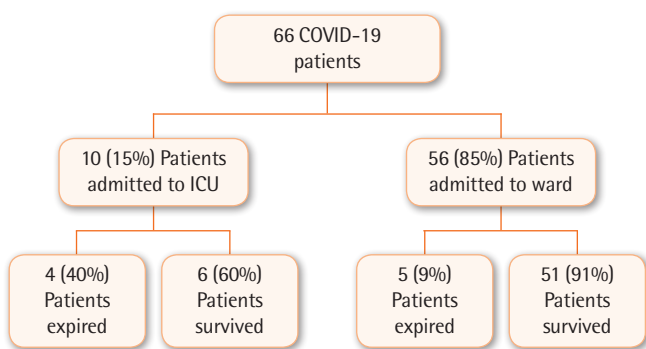 66 COVID-19
patients
10 (15%) Patients
admitted to ICU
56 (85%) Patients
admitted to ward
4 (40%)
Patients
expired
6 (60%)
Patients
survived
5 (9%)
Patients
expired
51 (91%)
Patients
survived